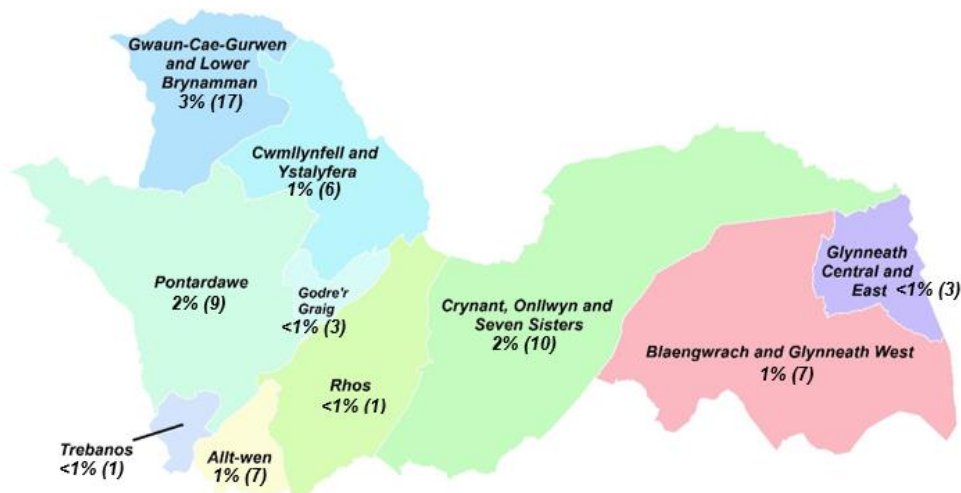 Gwaun-Cae-Gurwen
and Lower
Brynamman
3% (17)
Cwmllynfell and
Ystalyfera
1% (6)
Pontardawe
2% (9)
Godre'r
Graig
<1% (3)
Crynant, Onllwyn and
Seven Sisters
2% (10)
Glynneath
Central and
East <1% (3)
Blaengwrach and Glynneath West
1% (7)
Rhos
<1% (1)
Trebanos
<1% (1)
Allt-wen
1% (7)